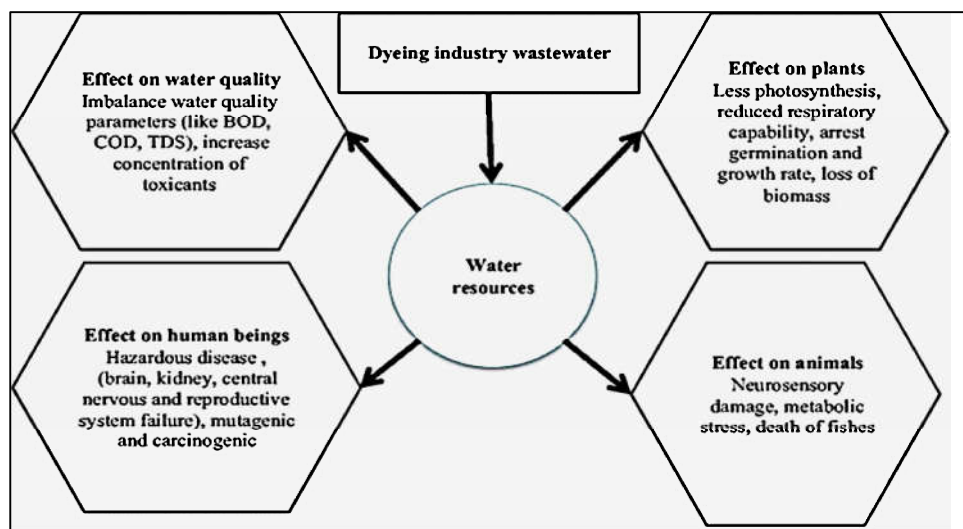 Dyeing industry wastewater
Effect on water quality
Imbalance water quality
parameters (like BOD,
COD, TDS), increase
concentration of
toxicants
Effect on plants
Less photosynthesis,
reduced respiratory
capability, arrest
germination and
growth rate, loss of
biomass
Water
resources
Effect on human beings
Hazardous disease ,
(brain, kidney, central
nervous and reproductive
system failure), mutagenic
and carcinogenic
Effect on animals
Neurosensory
damage, metabolic
stress, death of fishes